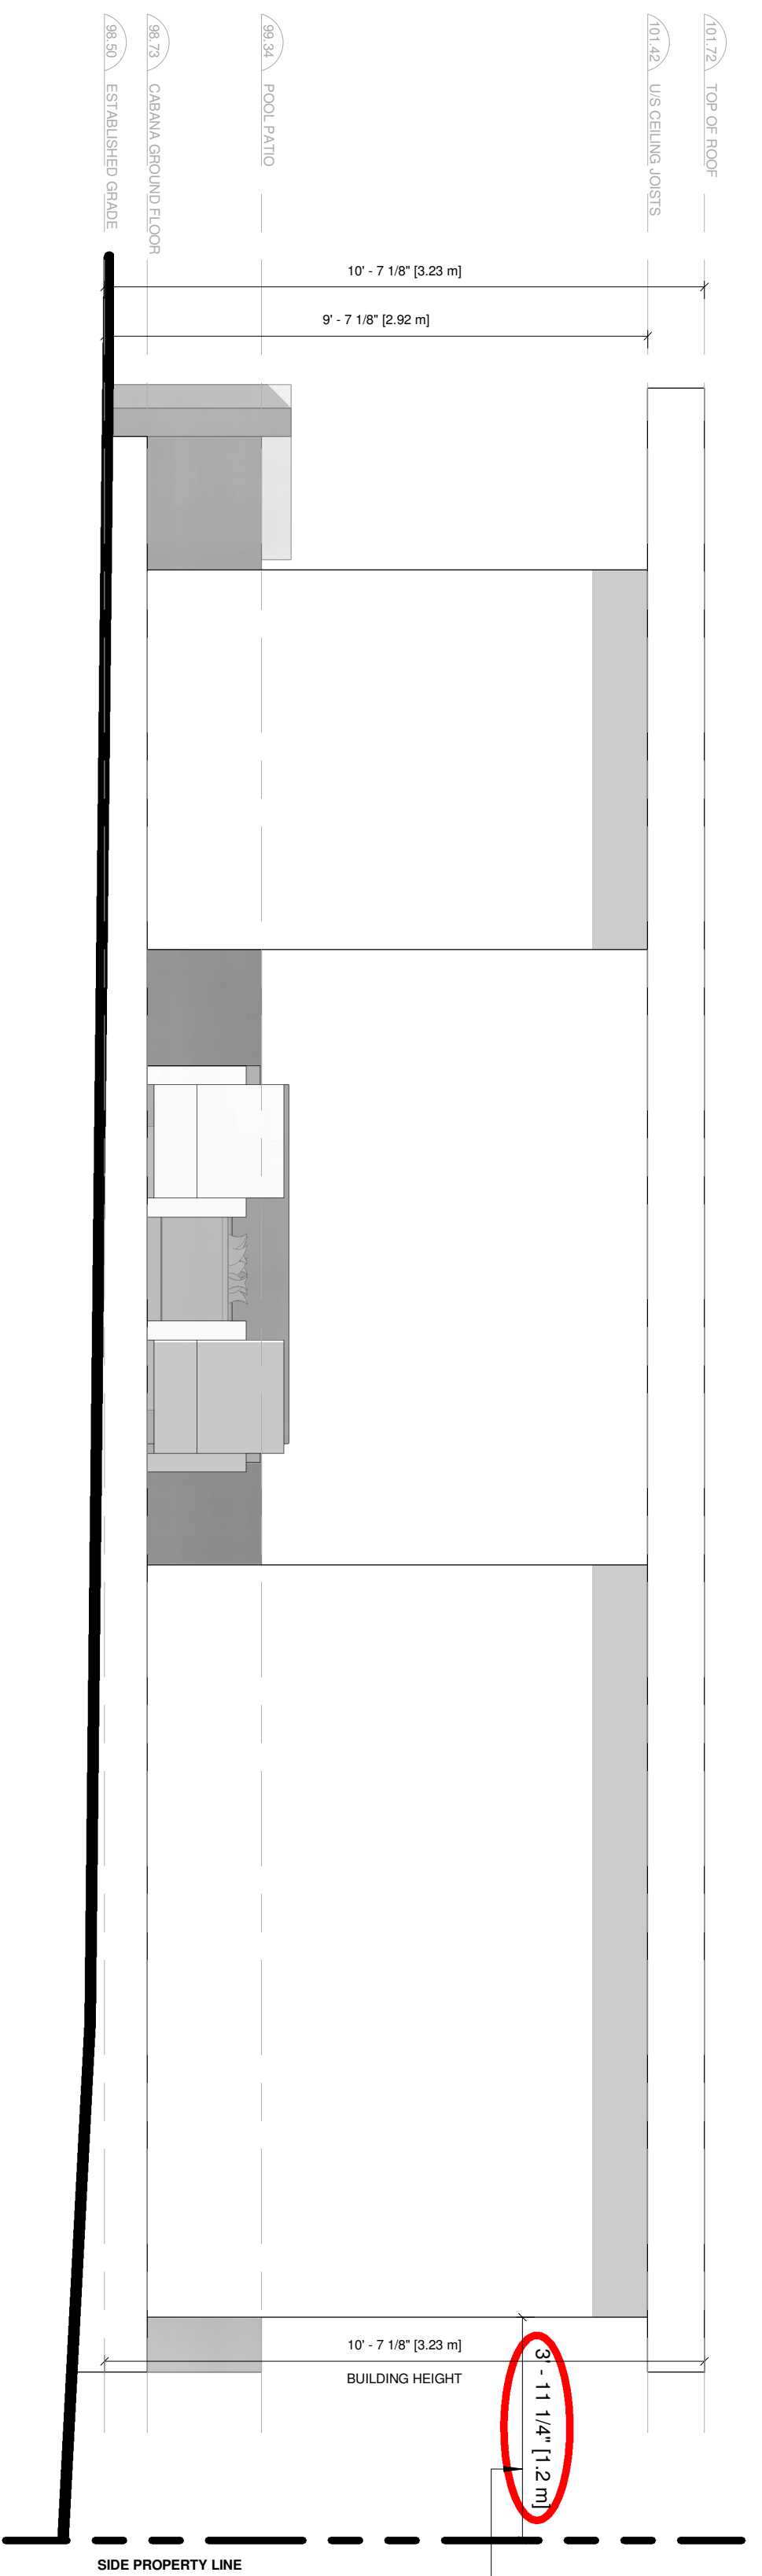 98.50 ESTABLISHED GRADE
98.73 CABANA GROUND FLOOR
99.34 POOL PATIO
101.42 U/S CEILING JOISTS
101.72 TOP OF ROOF
10' - 7 1/8" [3.23 m]
9' - 7 1/8" [2.92 m]
10' - 7 1/8" [3.23 m]
BUILDING HEIGHT
3' - 11 1/4" [1.2 m]
SIDE PROPERTY LINE